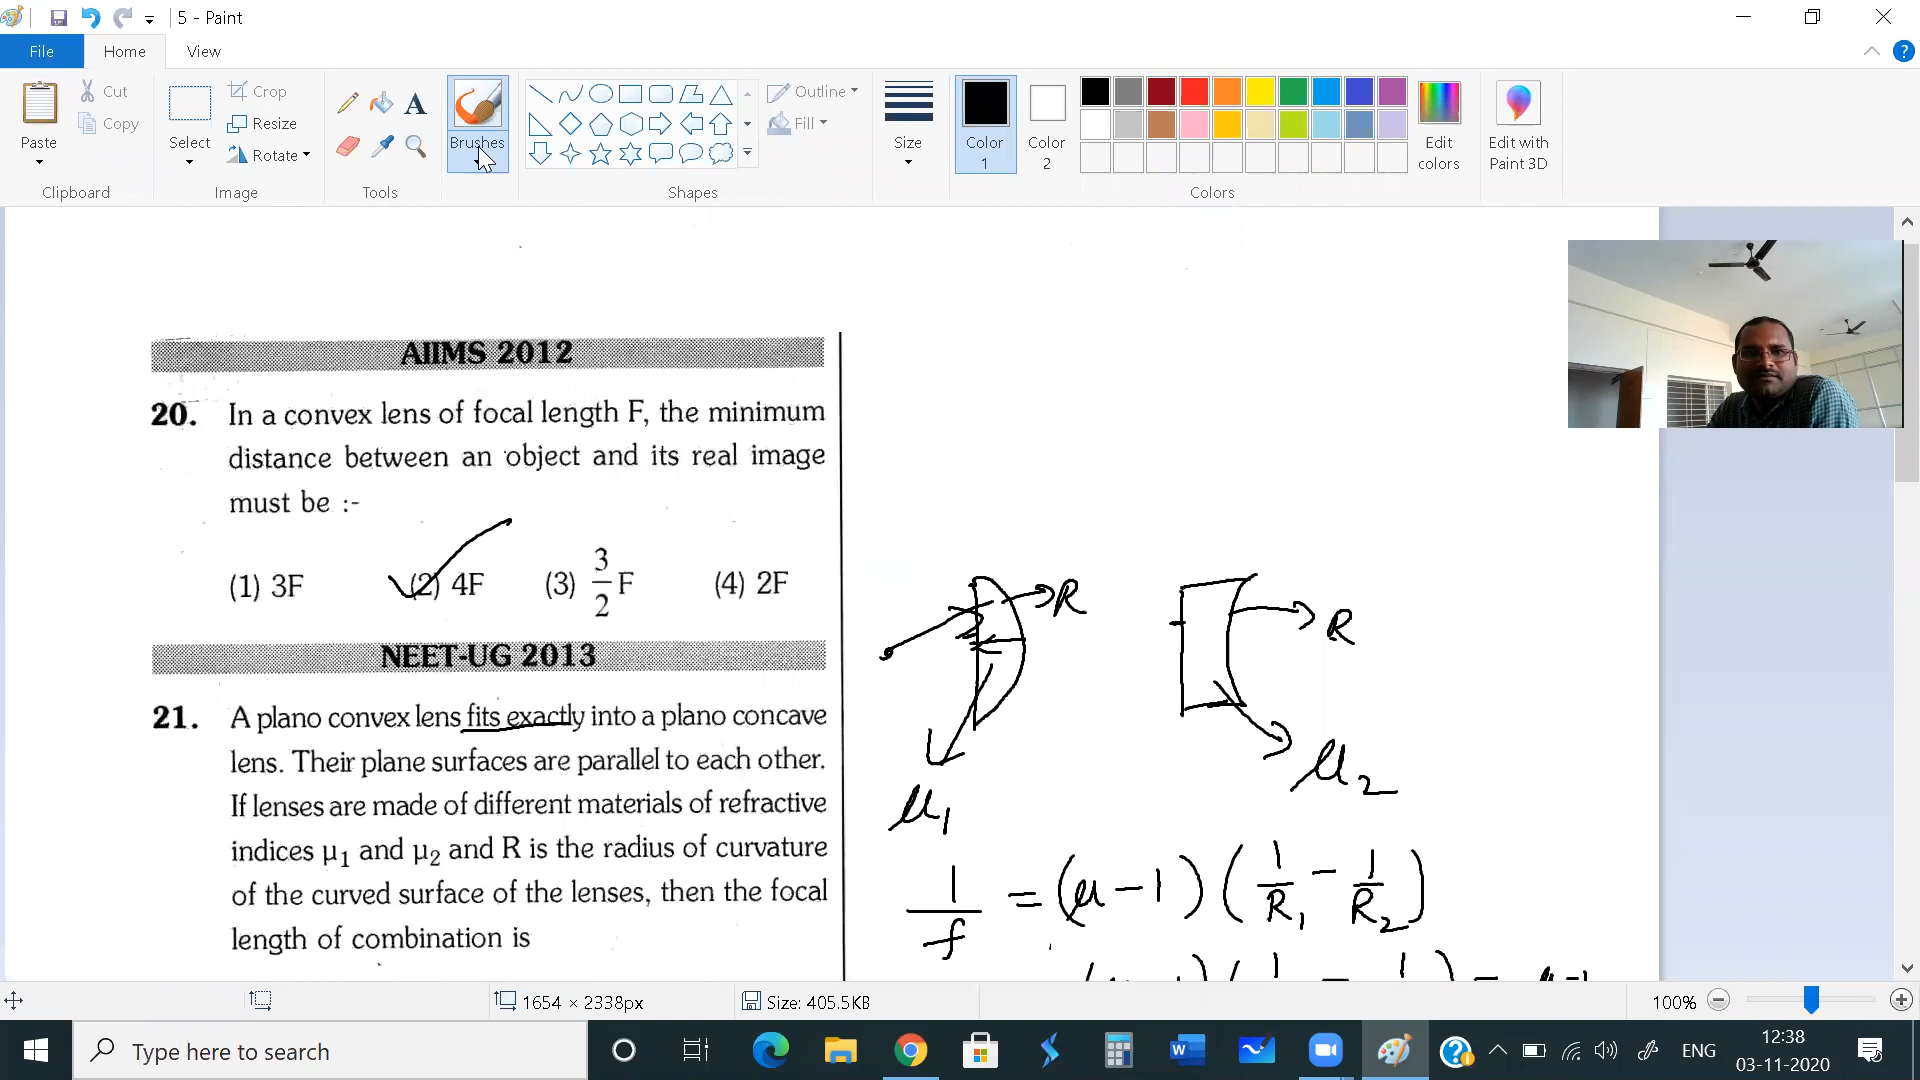 5 - Paint
File Home View
Paste Cut Copy Clipboard
Select Crop Resize Rotate Image
Tools
Brushes
Outline Fill Shapes
Size
Color 1
Color 2
Edit colors
Colors
Edit with Paint 3D
AIIMS 2012
20. In a convex lens of focal length F, the minimum
distance between an object and its real image
must be :-
(1) 3F (2) 4F (3) 3/2 F (4) 2F
NEET-UG 2013
21. A plano convex lens fits exactly into a plano concave
lens. Their plane surfaces are parallel to each other.
If lenses are made of different materials of refractive
indices μ1 and μ2 and R is the radius of curvature
of the curved surface of the lenses, then the focal
length of combination is
R
R
μ1
μ2
1/f = (μ - 1) (1/R1 - 1/R2)
1654 × 2338px
Size: 405.5KB
100%
Type here to search
ENG
12:38
03-11-2020